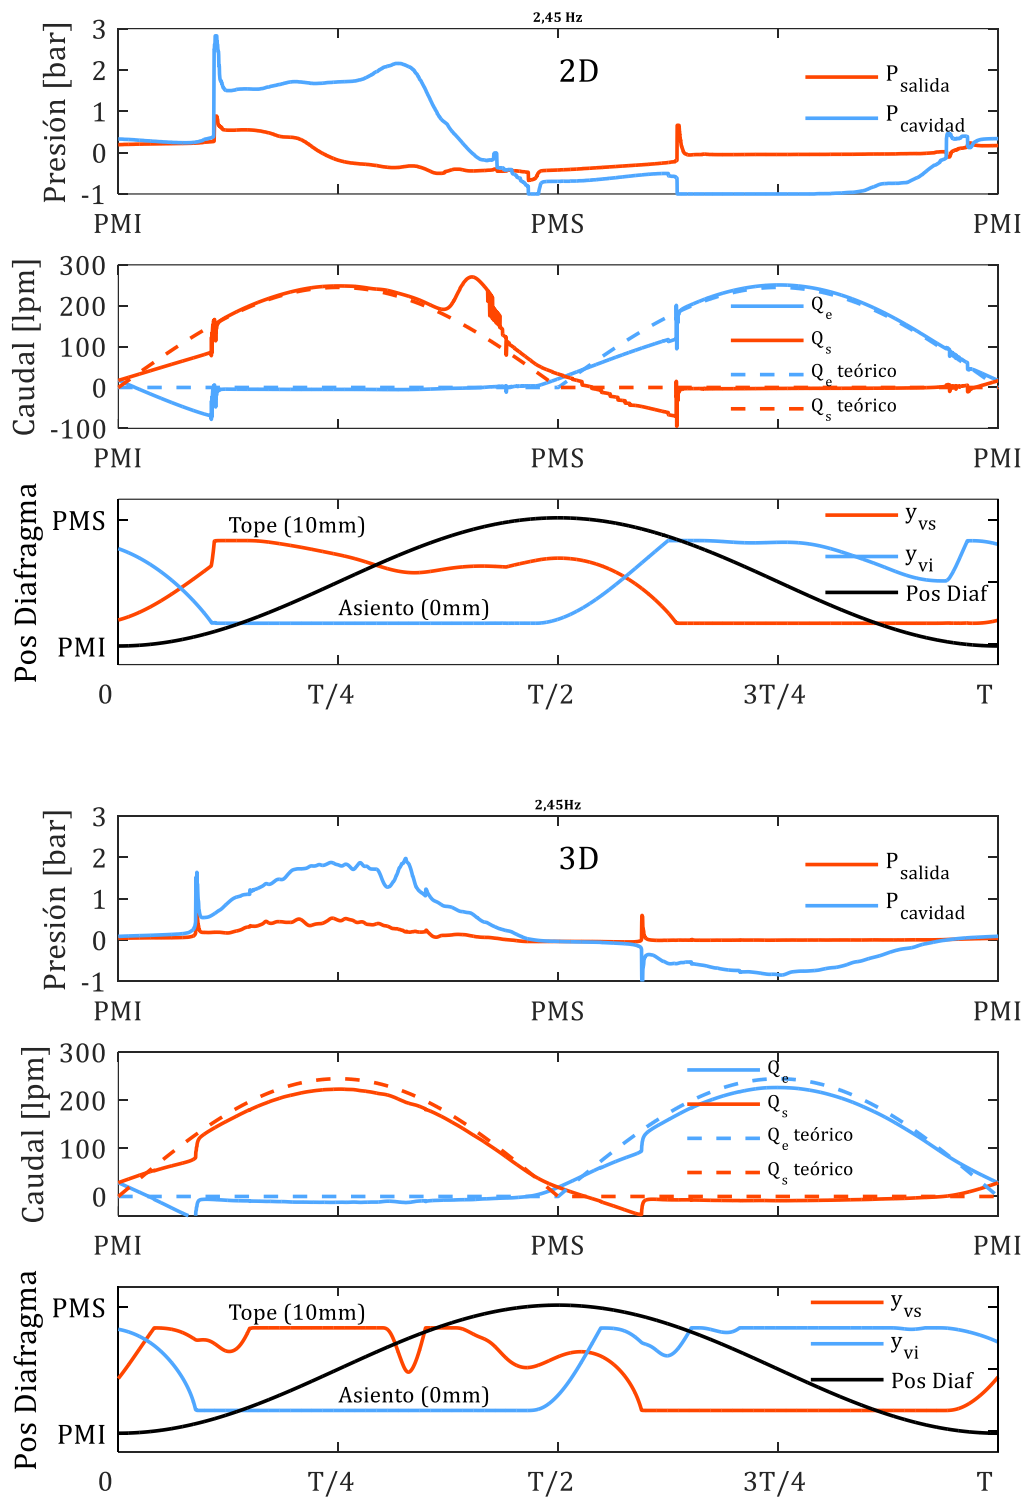 2,45 Hz
3
2
1
0
-1
Presión [bar]
2D
P salida
P cavidad
PMI
PMS
PMI
300
200
100
0
-100
Caudal [lpm]
Q e
Q s
Q e teórico
Q s teórico
PMI
PMS
PMI
Pos Diafragma
PMS
PMI
Tope (10mm)
Asiento (0mm)
y vs
y vi
Pos Diaf
0
T/4
T/2
3T/4
T
2,45Hz
3
2
1
0
-1
Presión [bar]
3D
P salida
P cavidad
PMI
PMS
PMI
300
200
100
0
Caudal [lpm]
Q e
Q s
Q e teórico
Q s teórico
PMI
PMS
PMI
Pos Diafragma
PMS
PMI
Tope (10mm)
Asiento (0mm)
y vs
y vi
Pos Diaf
0
T/4
T/2
3T/4
T